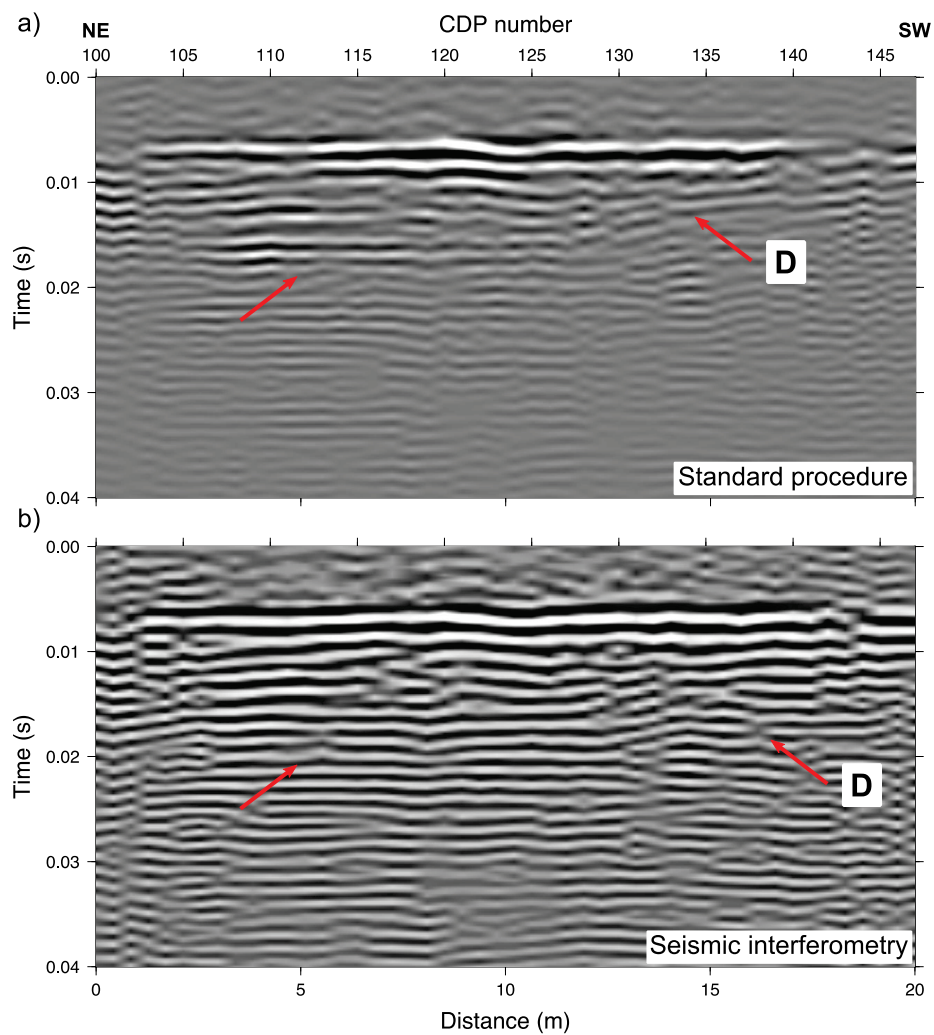 a)
CDP number
NE SW
100 105 110 115 120 125 130 135 140 145
0.00
0.01
0.02
0.03
0.04
Time (s)
D
Standard procedure
b)
0.00
0.01
0.02
0.03
0.04
Time (s)
D
Seismic interferometry
0 5 10 15 20
Distance (m)